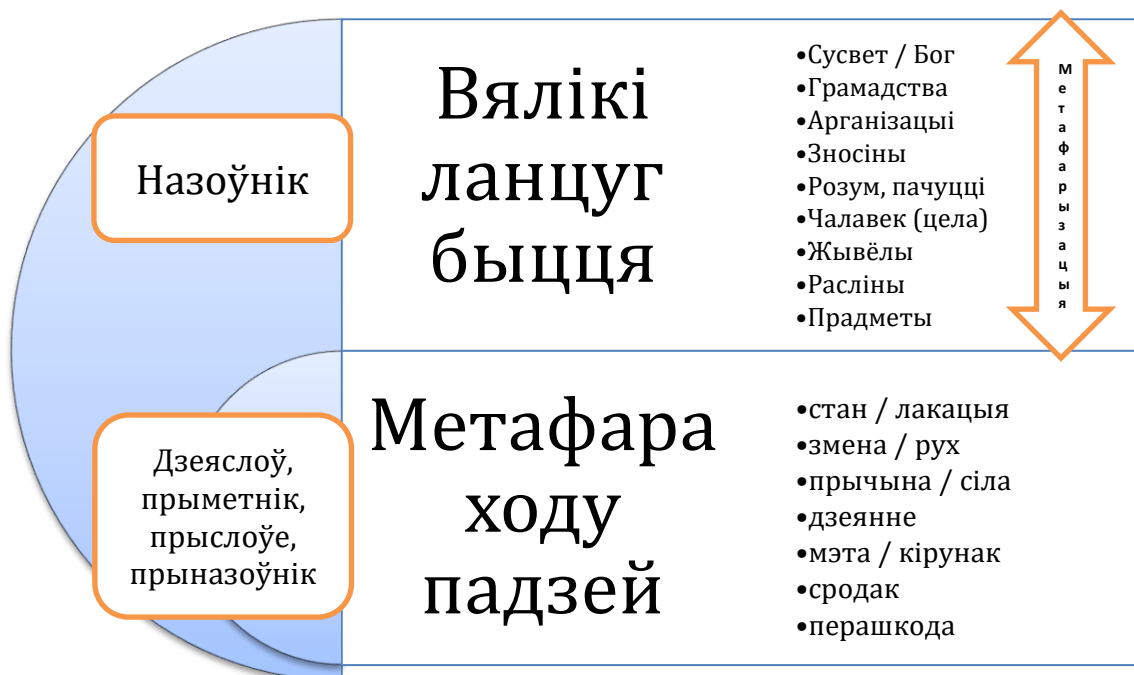 Назоўнік
Вялікі
ланцуг
быцця
•Сусвет / Бог
•Грамадства
•Арганізацыі
•Зносіны
•Розум, пачуцці
•Чалавек (цела)
•Жывёлы
•Расліны
•Прадметы
Метафарызацыя
Дзеяслоў,
прыметнік,
прыслоўе,
прыназоўнік
Метафара
ходу
падзей
•стан / лакацыя
•змена / рух
•прычына / сіла
•дзеянне
•мэта / кірунак
•сродак
•перашкода